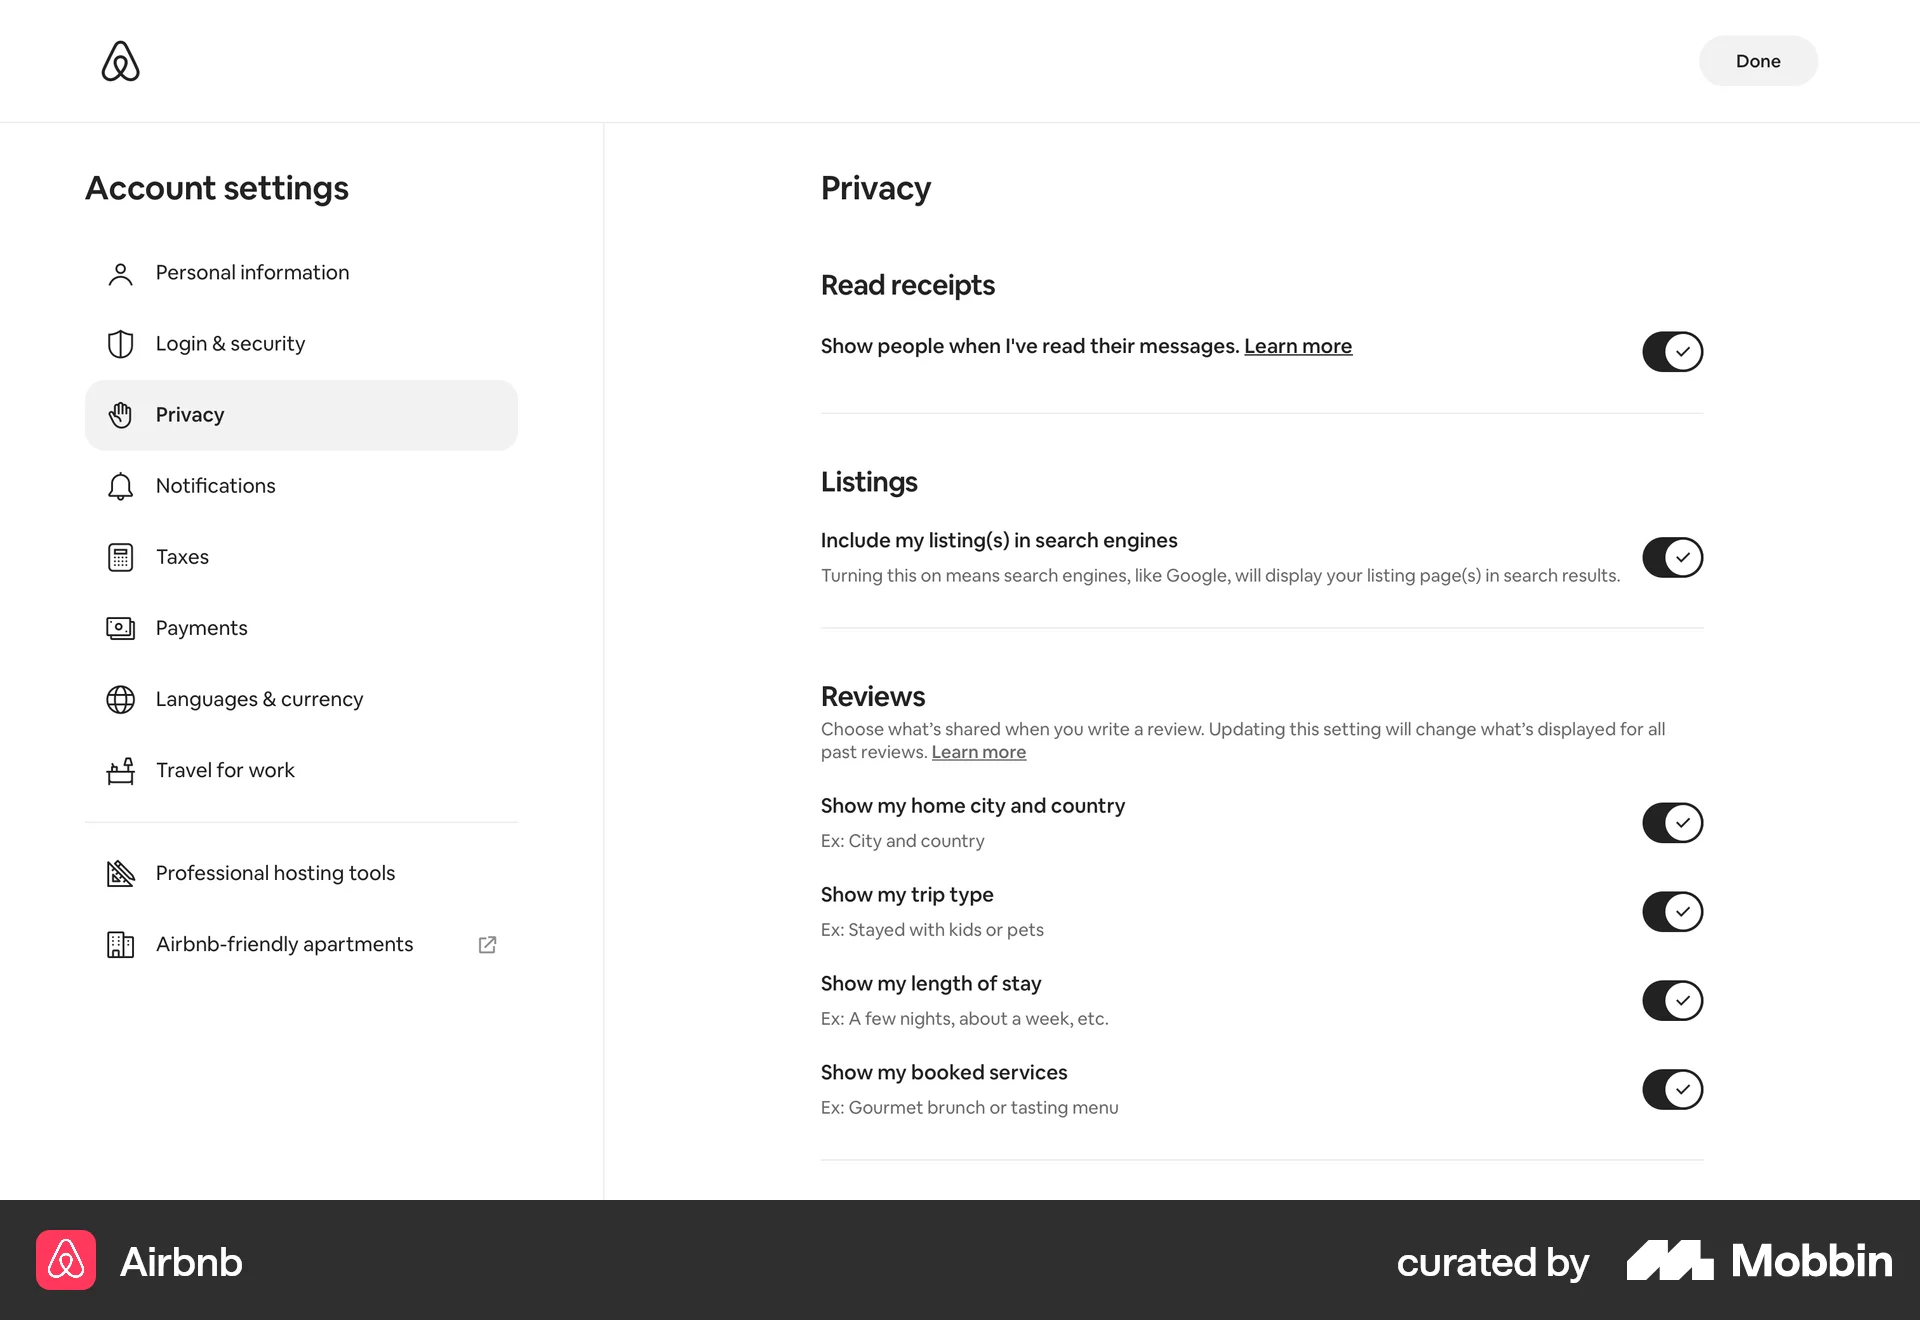 Done
Account settings
Personal information
Login & security
Privacy
Notifications
Taxes
Payments
Languages & currency
Travel for work
Professional hosting tools
Airbnb-friendly apartments
Privacy
Read receipts
Show people when I've read their messages. Learn more
Listings
Include my listing(s) in search engines
Turning this on means search engines, like Google, will display your listing page(s) in search results.
Reviews
Choose what’s shared when you write a review. Updating this setting will change what’s displayed for all
past reviews. Learn more
Show my home city and country
Ex: City and country
Show my trip type
Ex: Stayed with kids or pets
Show my length of stay
Ex: A few nights, about a week, etc.
Show my booked services
Ex: Gourmet brunch or tasting menu
Airbnb
curated by Mobbin